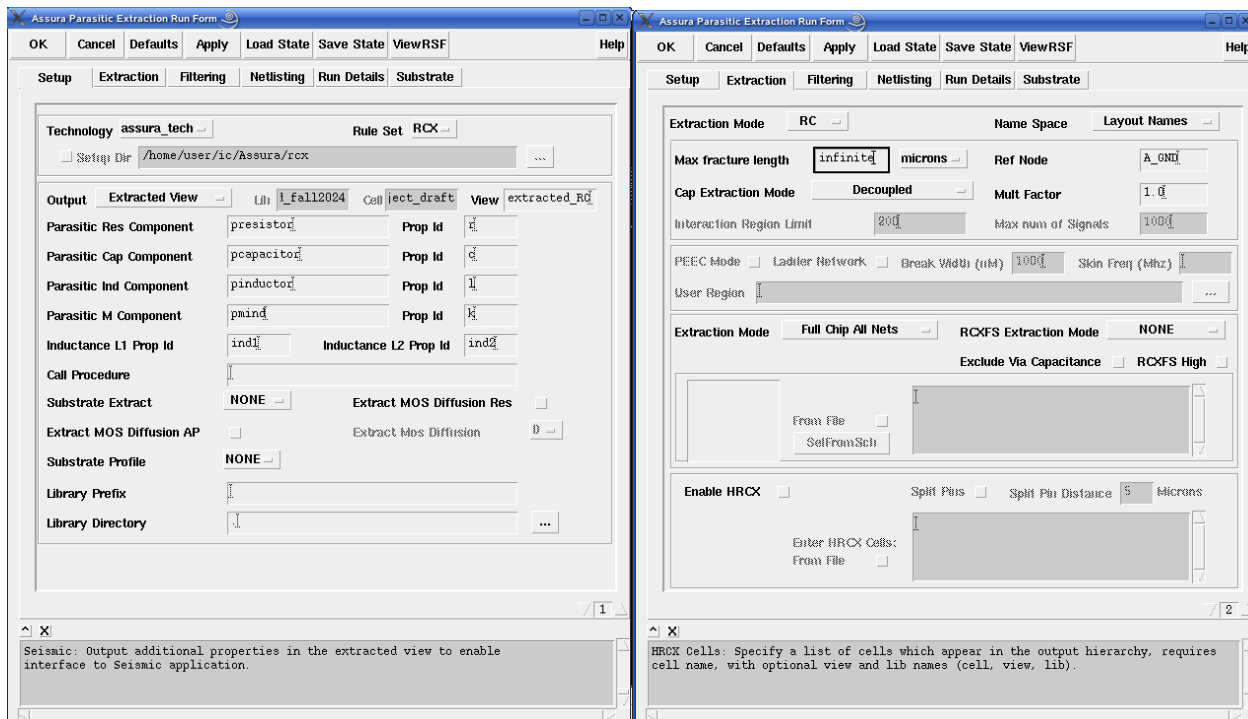 Assura Parasitic Extraction Run Form
OK Cancel Defaults Apply Load State Save State ViewRSF Help
Setup Extraction Filtering Netlisting Run Details Substrate
Technology assura_tech Rule Set RCX
Setup Dir /home/user/ic/Assura/rcx ...
Output Extracted View Lib l_fall2024 Cell ject_draft View extracted_RC
Parasitic Res Component presistor Prop Id r
Parasitic Cap Component pcapacitor Prop Id c
Parasitic Ind Component pinductor Prop Id l
Parasitic M Component pmind Prop Id k
Inductance L1 Prop Id ind1 Inductance L2 Prop Id ind2
Call Procedure
Substrate Extract NONE Extract MOS Diffusion Res
Extract MOS Diffusion AP Extract Mos Diffusion
Substrate Profile NONE
Library Prefix
Library Directory . ...
1
Seismic: Output additional properties in the extracted view to enable
interface to Seismic application.
Assura Parasitic Extraction Run Form
OK Cancel Defaults Apply Load State Save State ViewRSF Help
Setup Extraction Filtering Netlisting Run Details Substrate
Extraction Mode RC Name Space Layout Names
Max fracture length infinite microns Ref Node A_GND
Cap Extraction Mode Decoupled Mult Factor 1.0
Interaction Region Limit 200 Max num of Signals 1000
PEEC Mode Ladder Network Break Width (uM) 1000 Skin Freq (Mhz)
User Region ...
Extraction Mode Full Chip All Nets RCXFS Extraction Mode NONE
Exclude Via Capacitance RCXFS High
From File
SelFromSch
Enable HRCX Split Pins Split Pin Distance 5 Microns
Enter HRCX Cells:
From File
2
HRCX Cells: Specify a list of cells which appear in the output hierarchy, requires
cell name, with optional view and lib names (cell, view, lib).